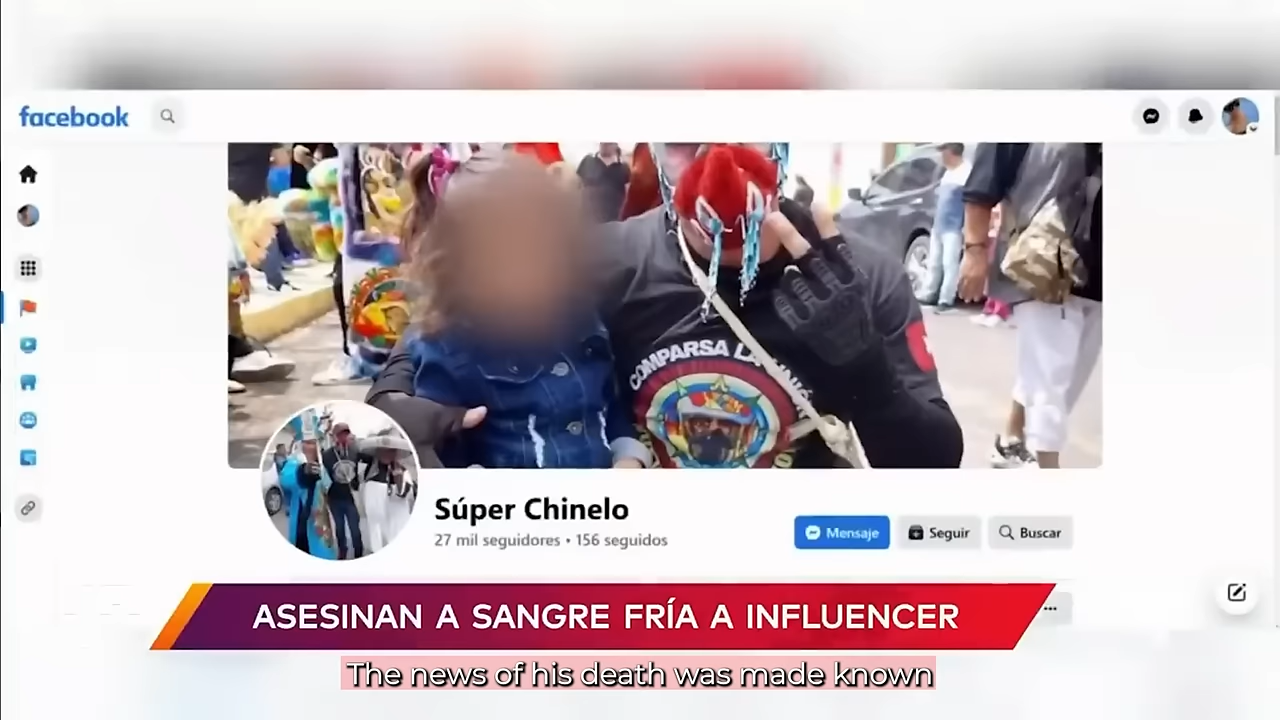 facebook
COMPARSA LA UNIÓN
Súper Chinelo
27 mil seguidores • 156 seguidos
Mensaje
Seguir
Buscar
ASESINAN A SANGRE FRÍA A INFLUENCER
The news of his death was made known